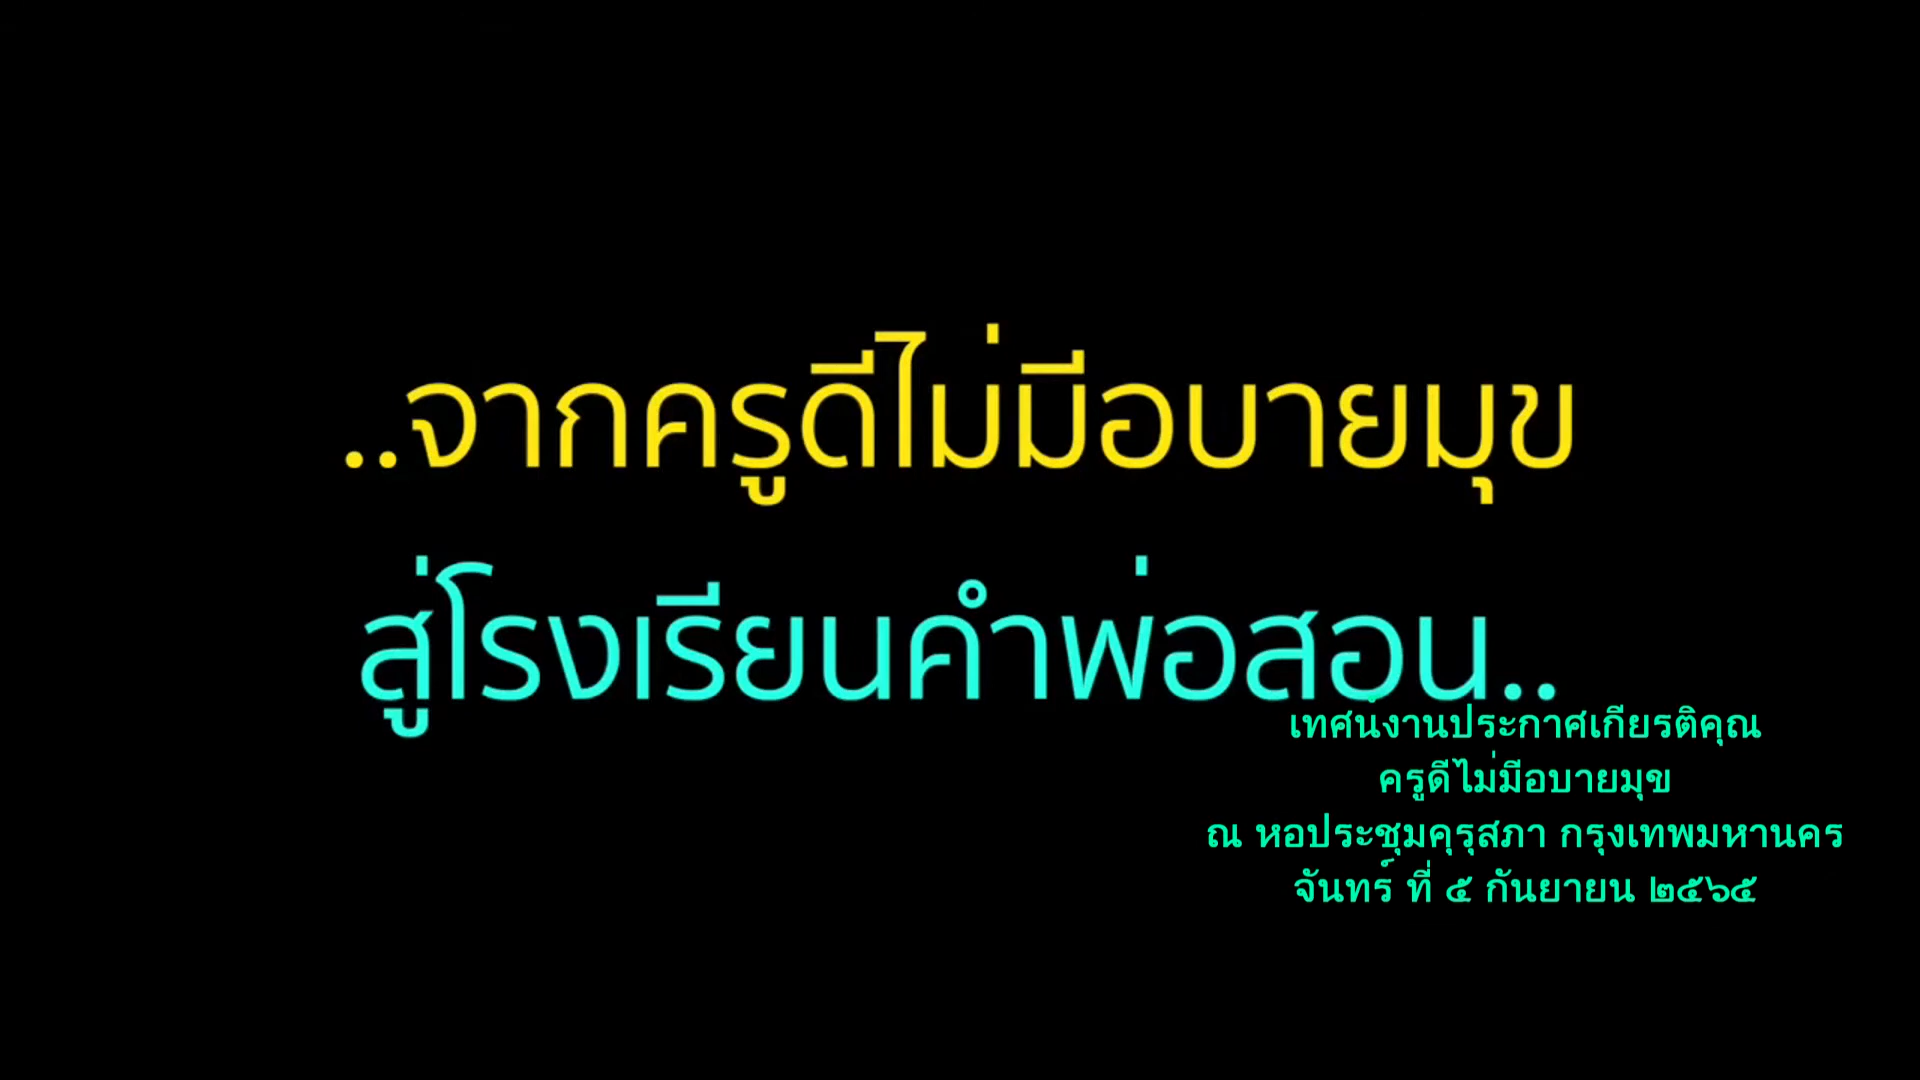 ..จากครูดีไม่มีอบายมุข
สู่โรงเรียนคำพ่อสอน..
เทศน์งานประกาศเกียรติคุณ
ครูดีไม่มีอบายมุข
ณ หอประชุมคุรุสภา กรุงเทพมหานคร
จันทร์ ที่ ๕ กันยายน ๒๕๖๕